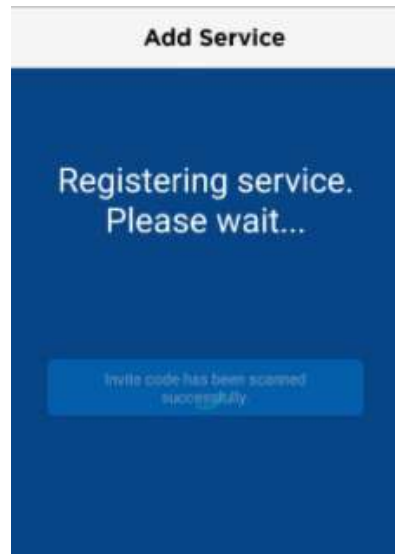 Add Service
Registering service.
Please wait...
Invite code has been scanned
successfully